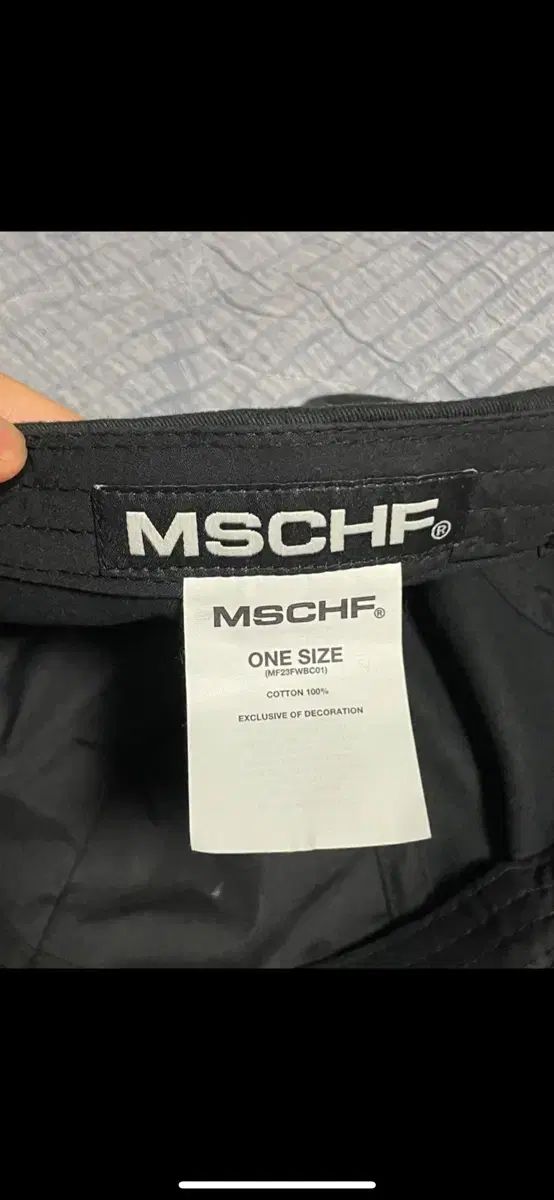 MSCHF®
MSCHF®
ONE SIZE
(MF23FWBC01)
COTTON 100%
EXCLUSIVE OF DECORATION